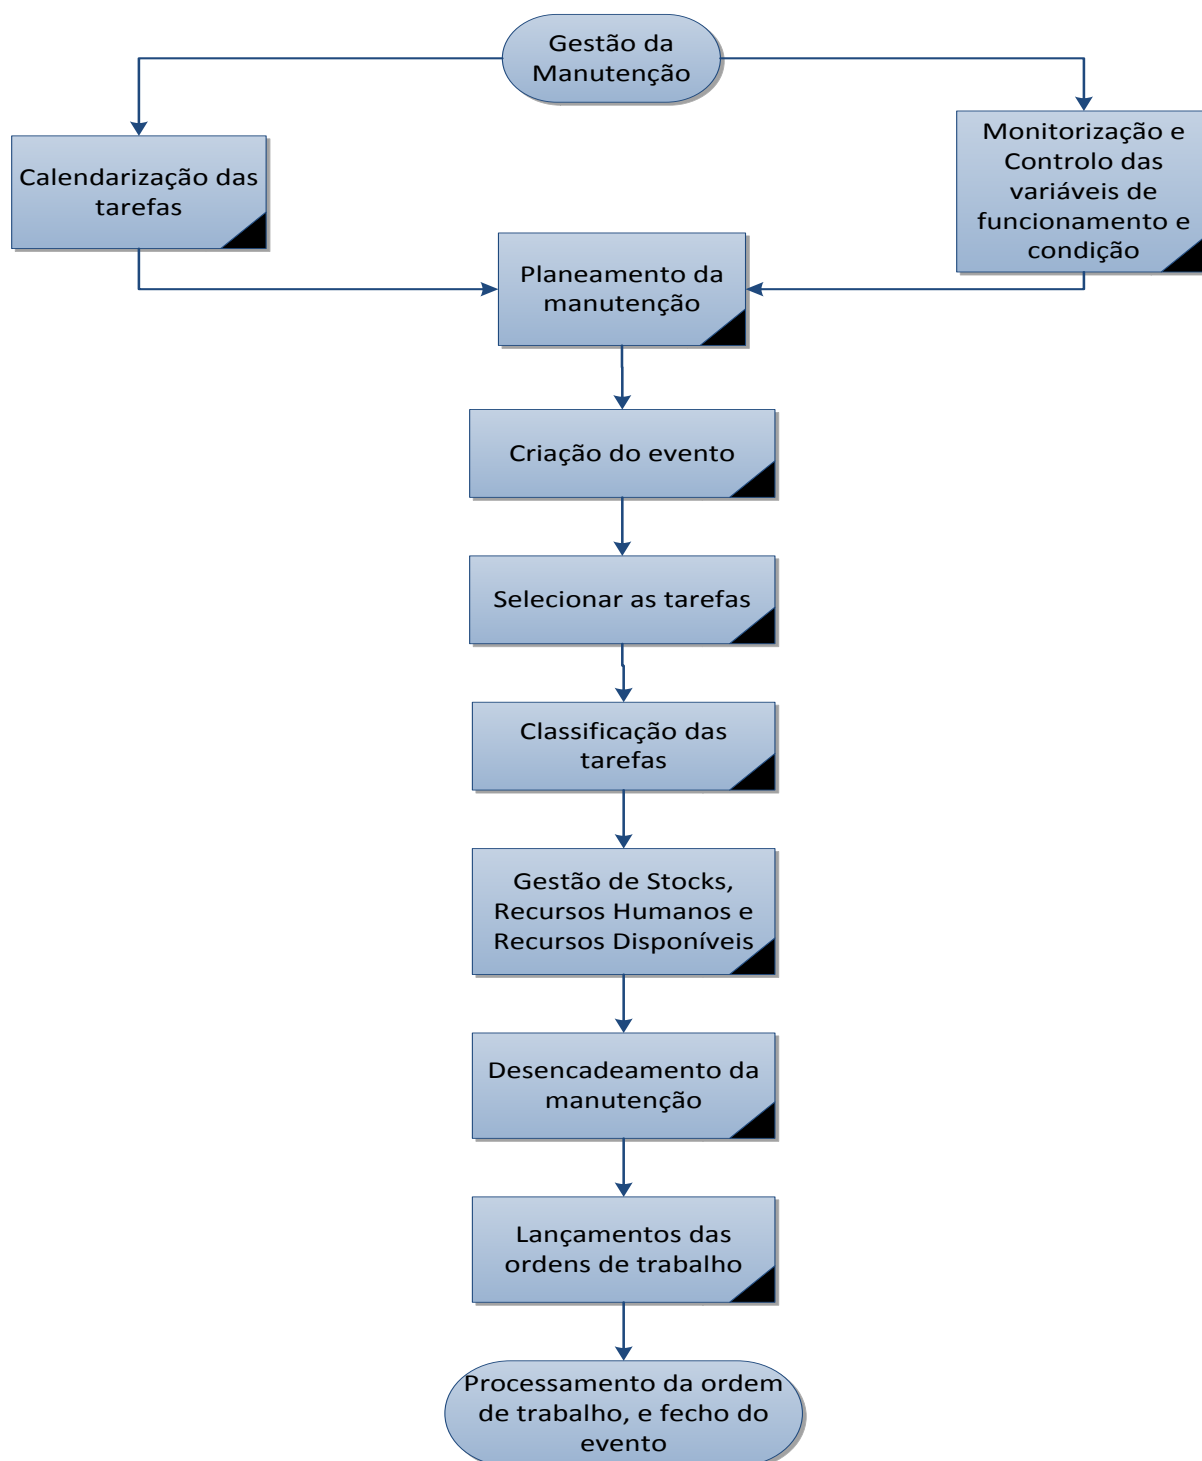 Gestão da
Manutenção
Calendarização das
tarefas
Monitorização e
Controlo das
variáveis de
funcionamento e
condição
Planeamento da
manutenção
Criação do evento
Selecionar as tarefas
Classificação das
tarefas
Gestão de Stocks,
Recursos Humanos e
Recursos Disponíveis
Desencadeamento da
manutenção
Lançamentos das
ordens de trabalho
Processamento da ordem
de trabalho, e fecho do
evento